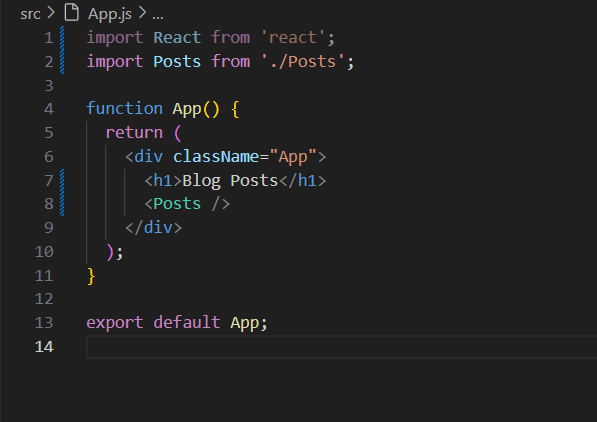 src > App.js > ...
1 import React from 'react';
2 import Posts from './Posts';
3
4 function App() {
5   return (
6     <div className="App">
7       <h1>Blog Posts</h1>
8       <Posts />
9     </div>
10   );
11 }
12
13 export default App;
14